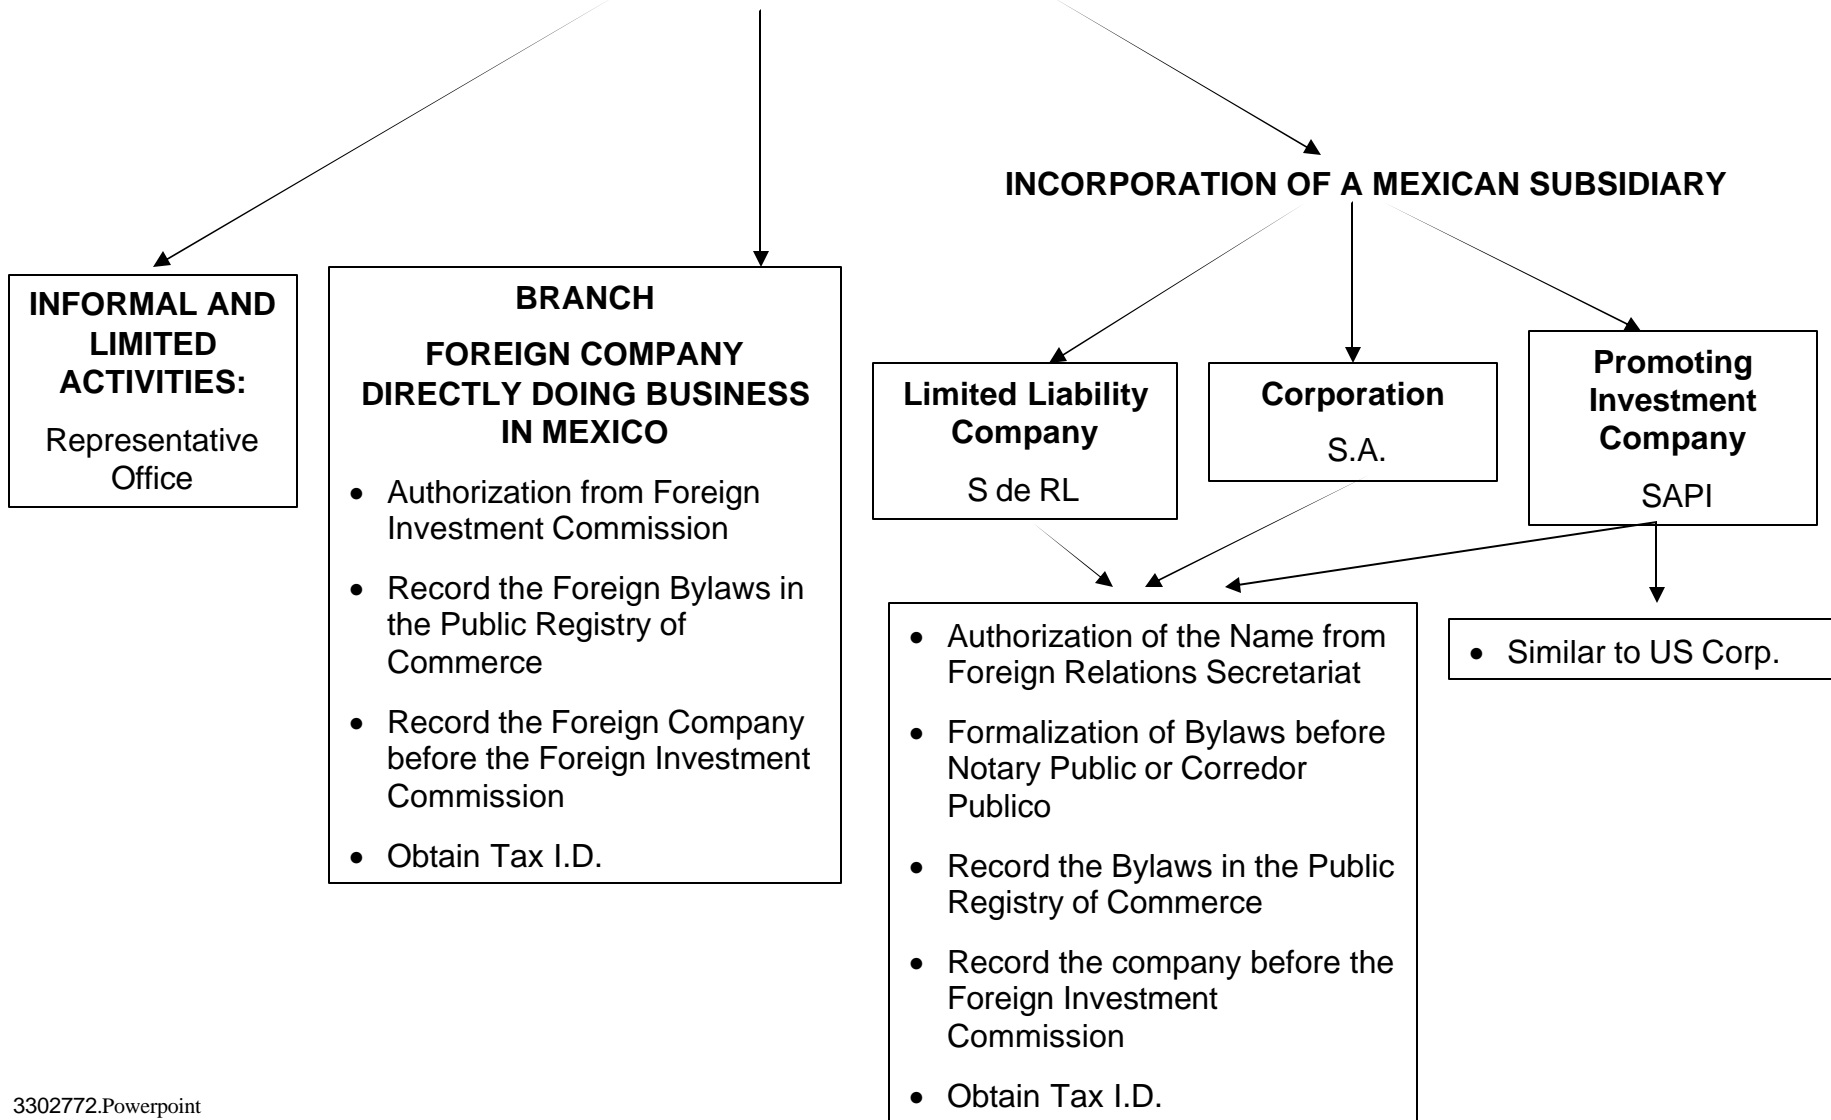 INCORPORATION OF A MEXICAN SUBSIDIARY
INFORMAL AND
LIMITED
ACTIVITIES:
Representative
Office
BRANCH
FOREIGN COMPANY
DIRECTLY DOING BUSINESS
IN MEXICO
• Authorization from Foreign
Investment Commission
• Record the Foreign Bylaws in
the Public Registry of
Commerce
• Record the Foreign Company
before the Foreign Investment
Commission
• Obtain Tax I.D.
Limited Liability
Company
S de RL
Corporation
S.A.
Promoting
Investment
Company
SAPI
• Authorization of the Name from
Foreign Relations Secretariat
• Formalization of Bylaws before
Notary Public or Corredor
Publico
• Record the Bylaws in the Public
Registry of Commerce
• Record the company before the
Foreign Investment
Commission
• Obtain Tax I.D.
• Similar to US Corp.
3302772.Powerpoint